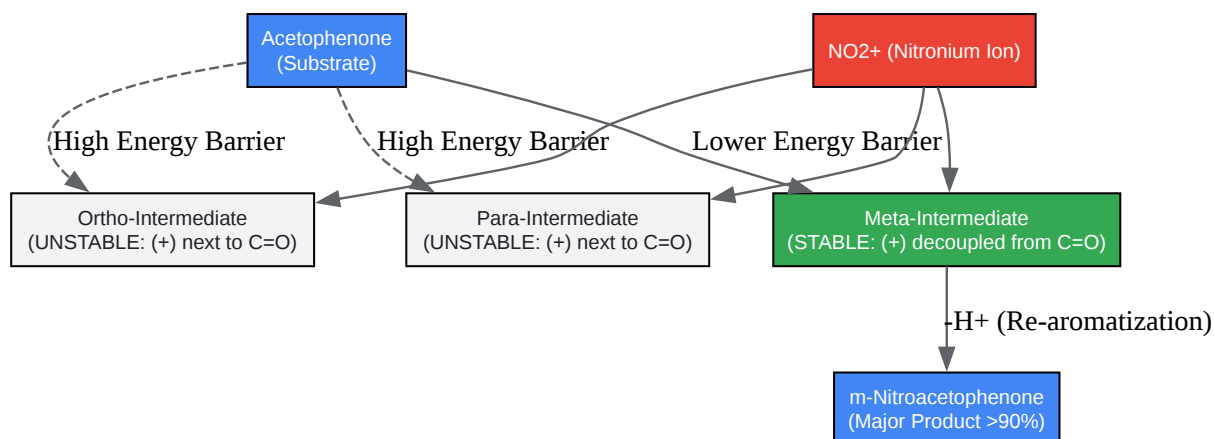 Acetophenone
(Substrate)
NO2+ (Nitronium Ion)
High Energy Barrier
High Energy Barrier
Lower Energy Barrier
Ortho-Intermediate
(UNSTABLE: (+) next to C=O)
Para-Intermediate
(UNSTABLE: (+) next to C=O)
Meta-Intermediate
(STABLE: (+) decoupled from C=O)
-H+ (Re-aromatization)
m-Nitroacetophenone
(Major Product >90%)